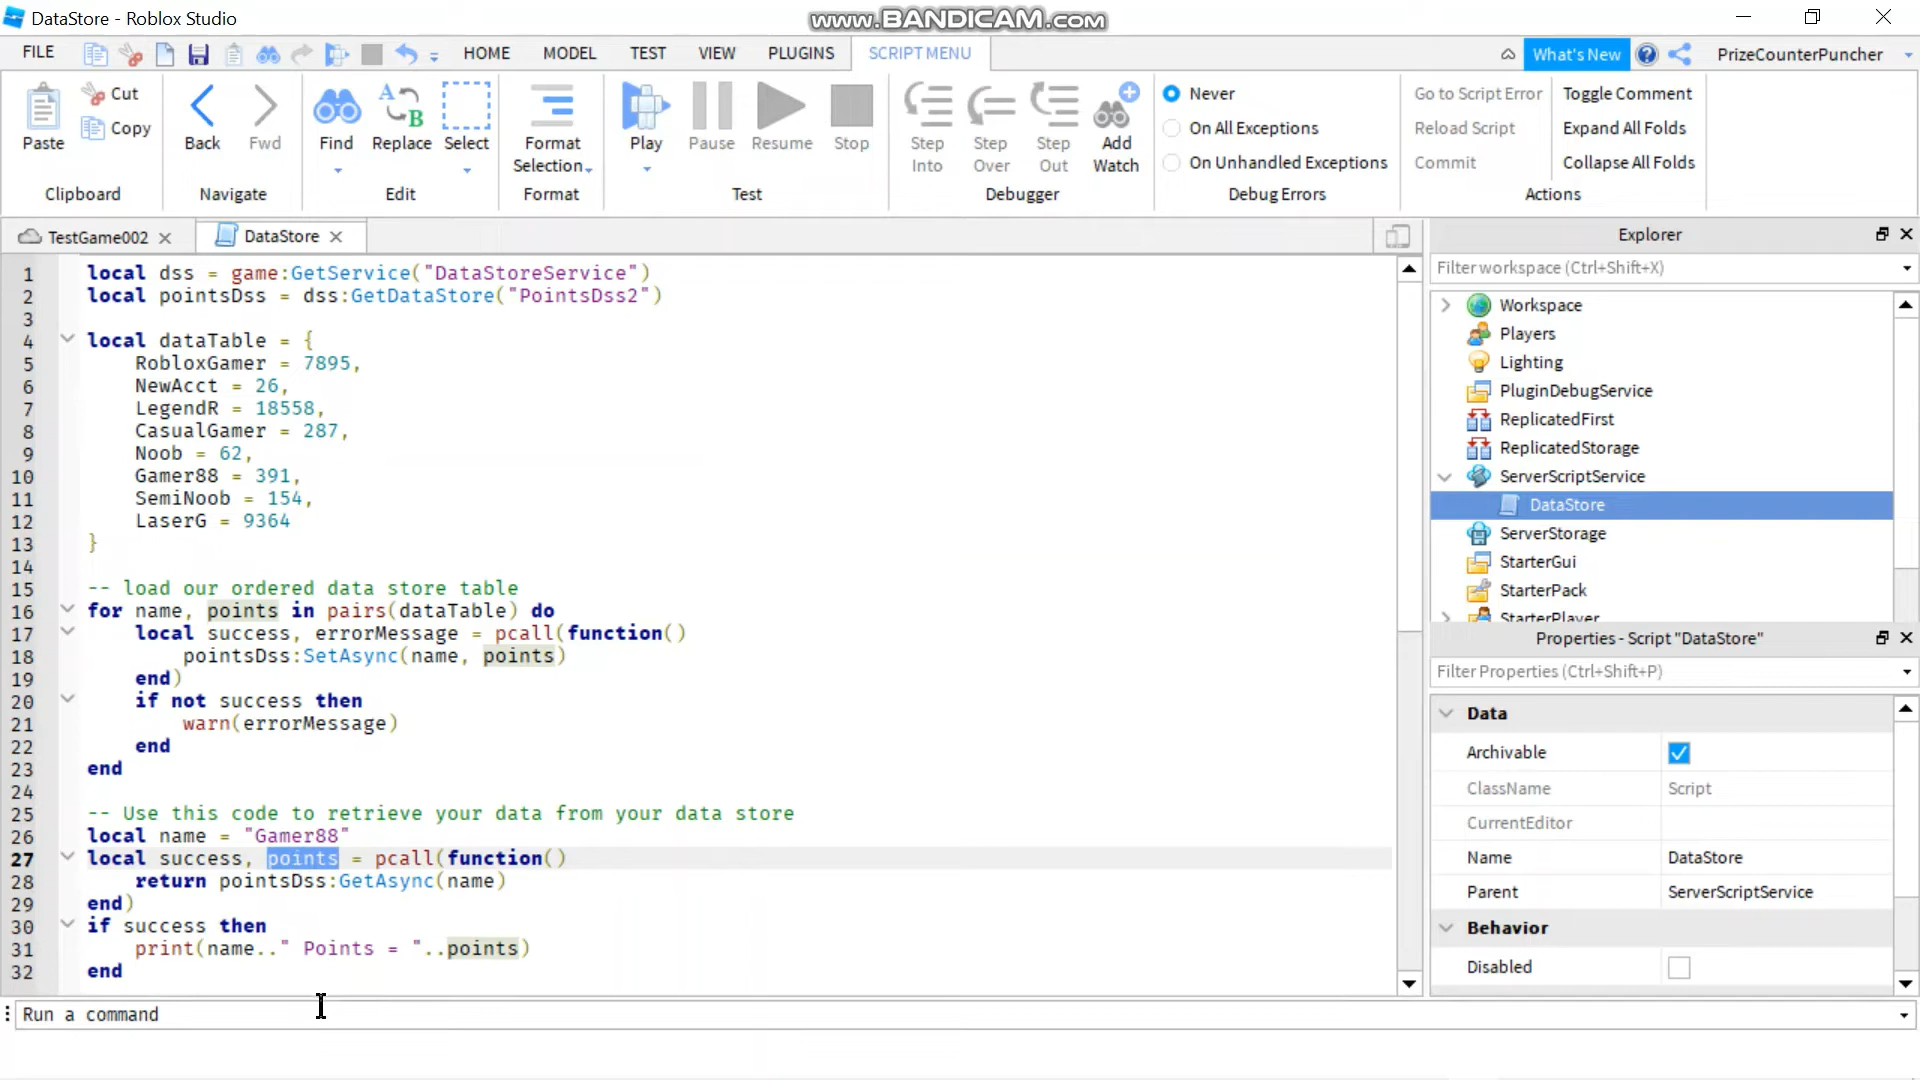 DataStore - Roblox Studio
www.BANDICAM.com
FILE
HOME
MODEL
TEST
VIEW
PLUGINS
SCRIPT MENU
What's New
PrizeCounterPuncher
Paste
Cut
Copy
Clipboard
Back
Fwd
Navigate
Find
Replace
Select
Edit
Format
Selection
Format
Play
Pause
Resume
Stop
Test
Step
Into
Step
Over
Step
Out
Add
Watch
Debugger
Never
On All Exceptions
On Unhandled Exceptions
Debug Errors
Go to Script Error
Reload Script
Commit
Toggle Comment
Expand All Folds
Collapse All Folds
Actions
TestGame002
DataStore
1 local dss = game:GetService("DataStoreService")
2 local pointsDss = dss:GetDataStore("PointsDss2")
3
4 local dataTable = {
5 RobloxGamer = 7895,
6 NewAcct = 26,
7 LegendR = 18558,
8 CasualGamer = 287,
9 Noob = 62,
10 Gamer88 = 391,
11 SemiNoob = 154,
12 LaserG = 9364
13 }
14
15 -- load our ordered data store table
16 for name, points in pairs(dataTable) do
17 local success, errorMessage = pcall(function()
18 pointsDss:SetAsync(name, points)
19 end)
20 if not success then
21 warn(errorMessage)
22 end
23 end
24
25 -- Use this code to retrieve your data from your data store
26 local name = "Gamer88"
27 local success, points = pcall(function()
28 return pointsDss:GetAsync(name)
29 end)
30 if success then
31 print(name.." Points = "..points)
32 end
Run a command
Explorer
Filter workspace (Ctrl+Shift+X)
Workspace
Players
Lighting
PluginDebugService
ReplicatedFirst
ReplicatedStorage
ServerScriptService
DataStore
ServerStorage
StarterGui
StarterPack
StarterPlayer
Properties - Script "DataStore"
Filter Properties (Ctrl+Shift+P)
Data
Archivable
ClassName Script
CurrentEditor
Name DataStore
Parent ServerScriptService
Behavior
Disabled